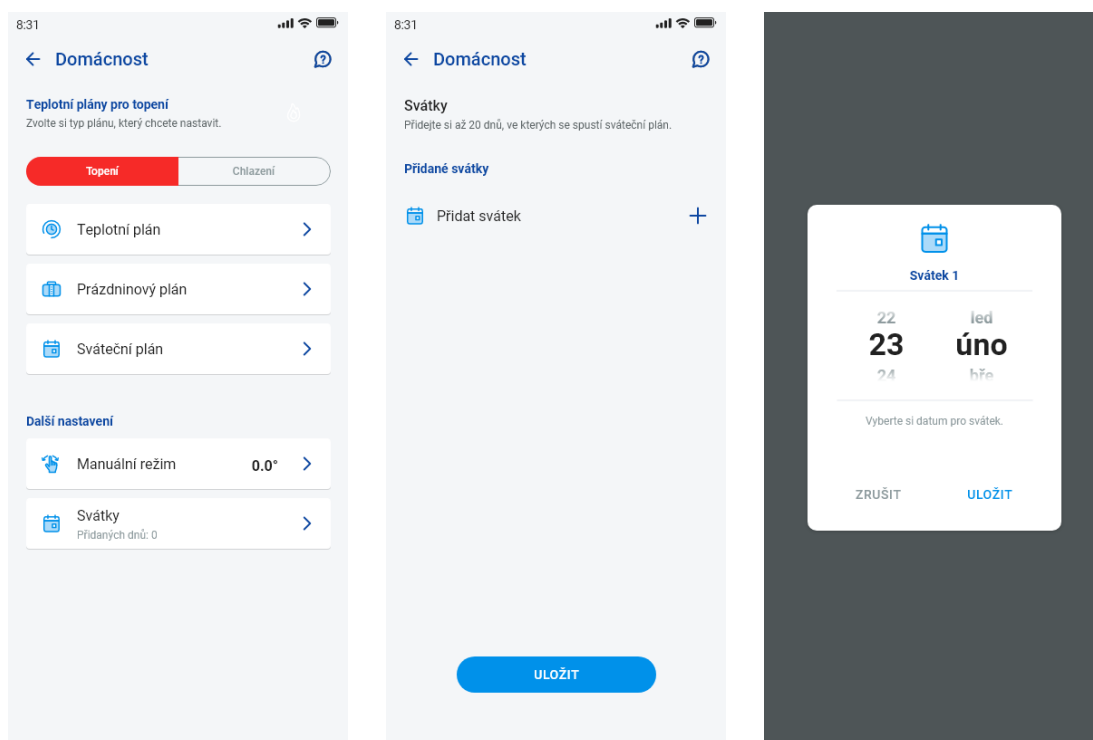 8:31
Domácnost
Teplotní plány pro topení
Zvolte si typ plánu, který chcete nastavit.
Topení
Chlazení
Teplotní plán
Prázdninový plán
Sváteční plán
Další nastavení
Manuální režim
0.0°
Svátky
Přidaných dnů: 0
8:31
Domácnost
Svátky
Přidejte si až 20 dnů, ve kterých se spustí sváteční plán.
Přidané svátky
Přidat svátek
ULOŽIT
Svátek 1
22 led
23 úno
24 bře
Vyberte si datum pro svátek.
ZRUŠIT
ULOŽIT